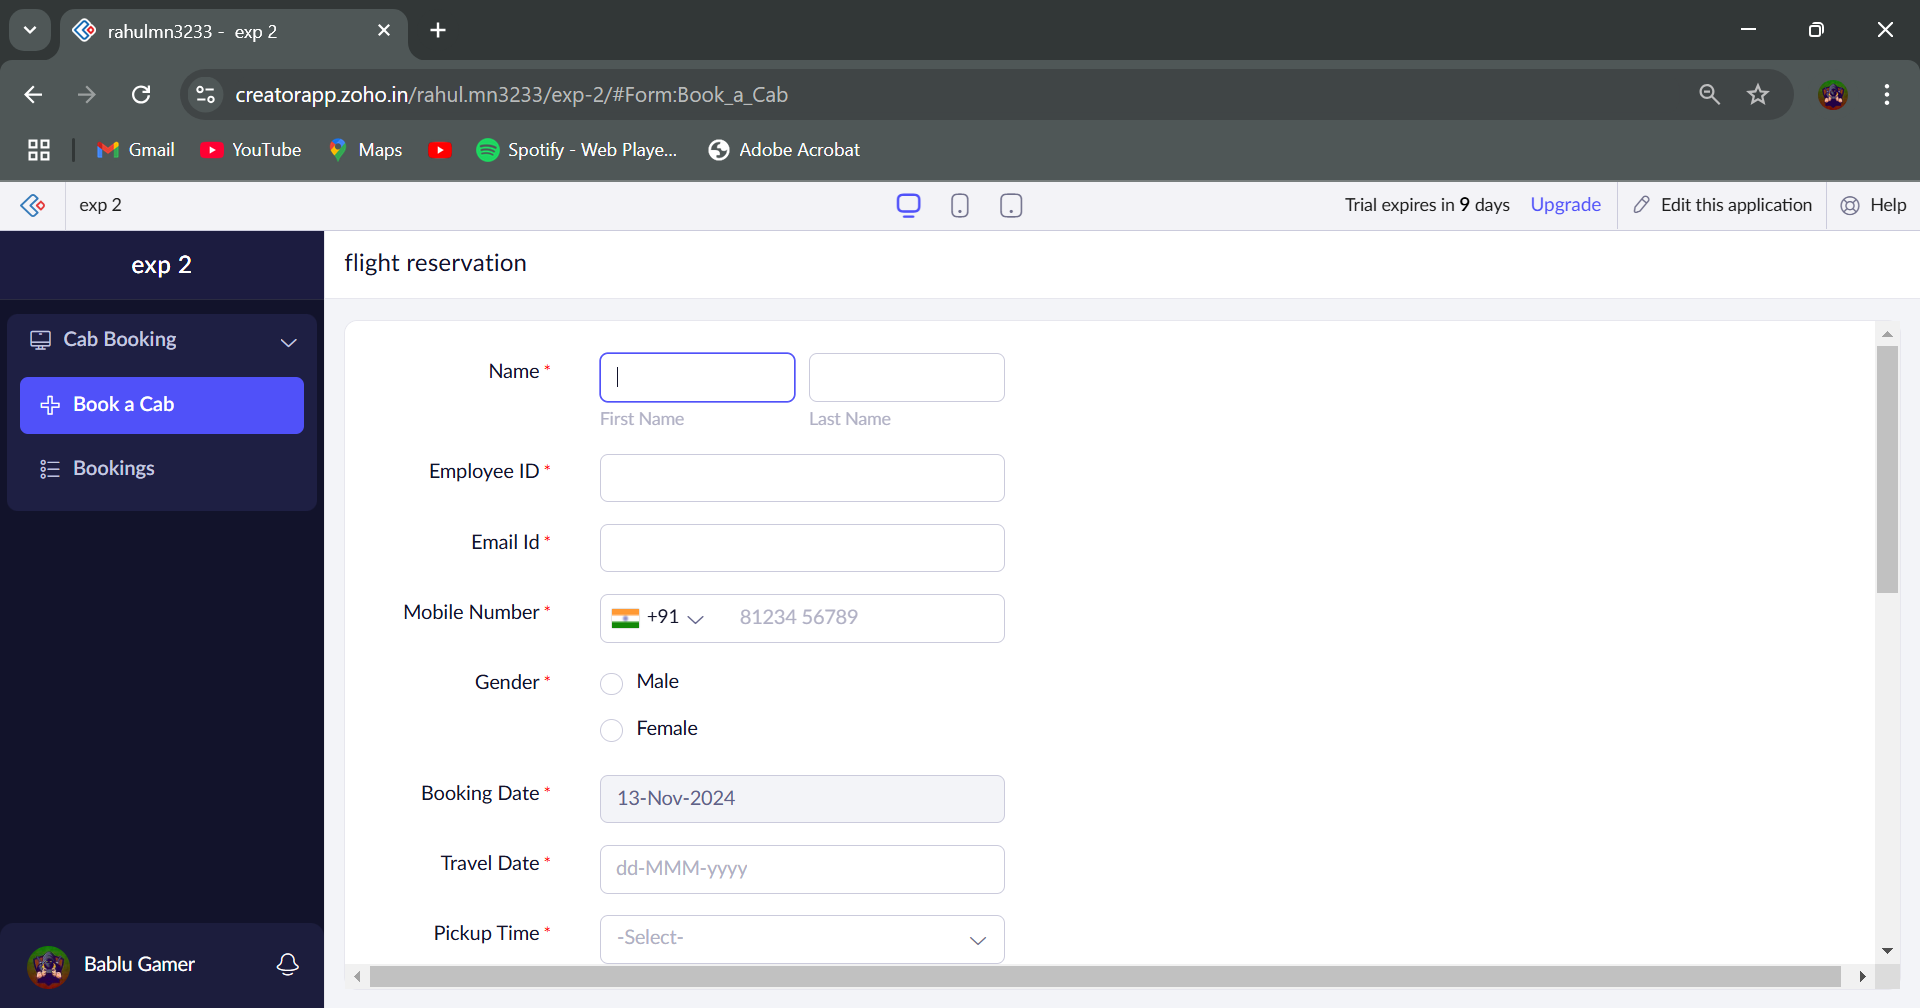 rahulmn3233 - exp 2
creatorapp.zoho.in/rahul.mn3233/exp-2/#Form:Book_a_Cab
Gmail YouTube Maps Spotify - Web Playe... Adobe Acrobat
exp 2 Trial expires in 9 days Upgrade Edit this application Help
exp 2
Cab Booking
Book a Cab
Bookings
Bablu Gamer
flight reservation
Name *
First Name Last Name
Employee ID *
Email Id *
Mobile Number * +91 81234 56789
Gender * Male
Female
Booking Date * 13-Nov-2024
Travel Date * dd-MMM-yyyy
Pickup Time * -Select-